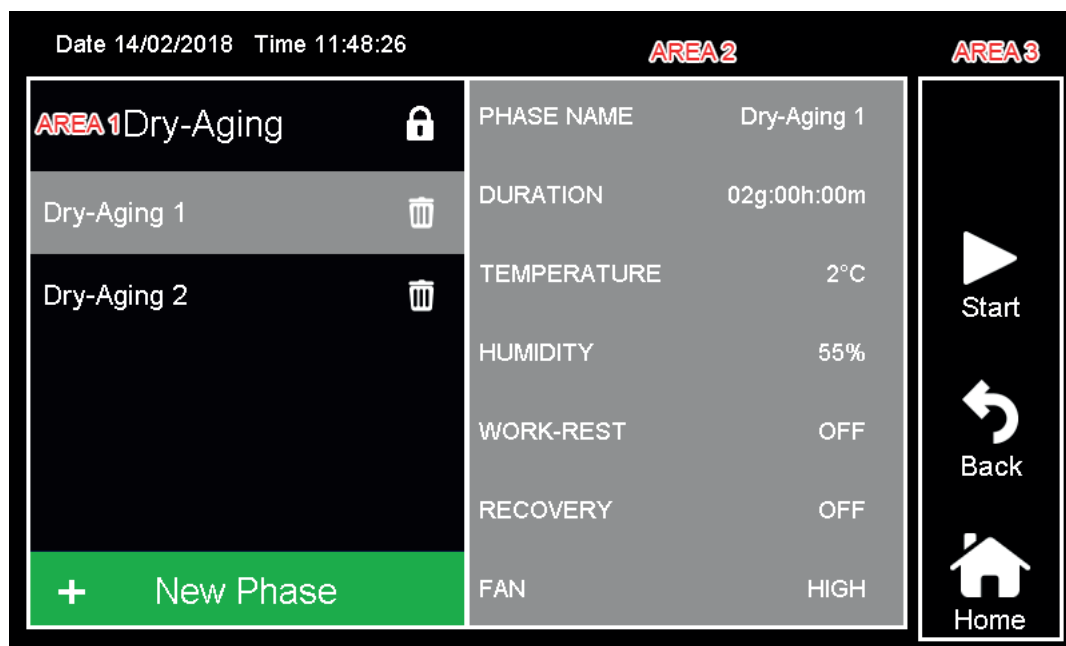 Date 14/02/2018 Time 11:48:26
AREA 2
AREA 3
AREA 1 Dry-Aging
Dry-Aging 1
Dry-Aging 2
+ New Phase
PHASE NAME Dry-Aging 1
DURATION 02g:00h:00m
TEMPERATURE 2°C
HUMIDITY 55%
WORK-REST OFF
RECOVERY OFF
FAN HIGH
Start
Back
Home